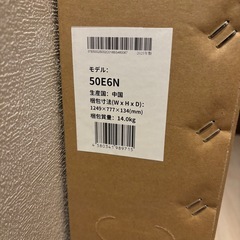 モデル:
50E6N
生産国: 中国
梱包寸法(W x H x D):
1249×777×134(mm)
梱包質量: 14.0kg